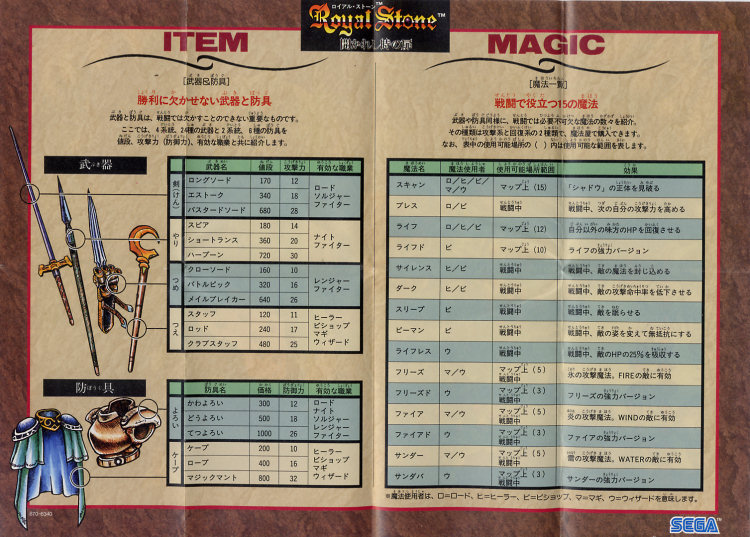 ロイアル・ストーン™
Royal Stone™
開かれし時の扉
ITEM
[武器&防具]
勝利に欠かせない武器と防具
武器と防具は、戦闘では欠かすことのできない重要なものです。
ここでは、4系統、24種の武器と2系統、6種の防具を
値段、攻撃力(防御力)、有効な職業と共に紹介します。
武器
武器名 値段 攻撃力 有効な職業
剣(けん)
ロングソード 170 12
エストーク 340 18
バスタードソード 680 28
ロード
ソルジャー
ファイター
やり
スピア 180 14
ショートランス 360 20
ハープーン 720 30
ナイト
ファイター
つめ
クローソード 160 10
バトルピック 320 16
メイルブレイカー 640 26
レンジャー
ファイター
つえ
スタッフ 120 11
ロッド 240 17
クラブスタッフ 480 25
ヒーラー
ビショップ
マギ
ウィザード
防具
防具名 価格 防御力 有効な職業
よろい
かわよろい 300 12
どうよろい 500 18
てつよろい 1000 26
ロード
ナイト
ソルジャー
レンジャー
ファイター
ケープ
ケープ 200 10
ローブ 400 16
マジックマント 800 32
ヒーラー
ビショップ
マギ
ウィザード
670-6340
MAGIC
[魔法一覧]
戦闘で役立つ15の魔法
武器や防具同様に、戦闘では必要不可欠な魔法の数々を紹介。
その種類は攻撃系と回復系の2種類で、魔法屋で購入できます。
なお、表中の使用可能場所の( )内は使用可能な範囲を表します。
魔法名 魔法使用者 使用可能場所範囲 効果
スキャン ロ/ヒ/ビ/マ/ウ マップ上(15) 「シャドウ」の正体を見破る
ブレス ロ/ビ 戦闘中 戦闘中、次の自分の攻撃力を高める
ライフ ロ/ヒ/ビ マップ上(12) 自分以外の味方のHPを回復させる
ライフド ビ マップ上(10) ライフの強力バージョン
サイレンス ヒ/ビ 戦闘中 戦闘中、敵の魔法を封じ込める
ダーク ヒ/ビ 戦闘中 戦闘中、敵の攻撃命中率を低下させる
スリープ ビ 戦闘中 戦闘中、敵を眠らせる
ピーマン ビ 戦闘中 戦闘中、敵の姿を変えて無抵抗にする
ライフレス ウ 戦闘中 戦闘中、敵のHPの25%を吸収する
フリーズ マ/ウ マップ上(5)戦闘中 氷の攻撃魔法。FIREの敵に有効
フリーズド ウ マップ上(3)戦闘中 フリーズの強力バージョン
ファイア マ/ウ マップ上(5)戦闘中 炎の攻撃魔法。WINDの敵に有効
ファイアド ウ マップ上(3)戦闘中 ファイアの強力バージョン
サンダー マ/ウ マップ上(5)戦闘中 雷の攻撃魔法。WATERの敵に有効
サンダバ ウ マップ上(3)戦闘中 サンダーの強力バージョン
※魔法使用者は、ロ=ロード、ヒ=ヒーラー、ビ=ビショップ、マ=マギ、ウ=ウィザードを意味します。
SEGA™